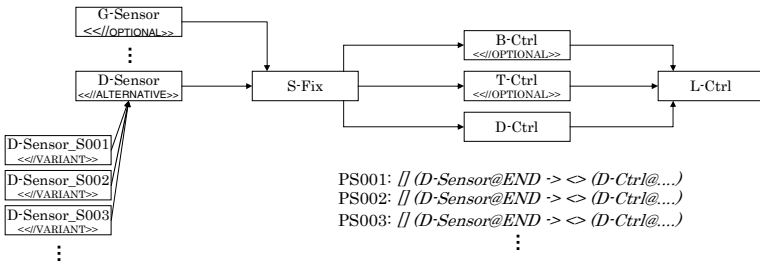 G-Sensor
<<//OPTIONAL>>
⋮
D-Sensor
<<//ALTERNATIVE>>
S-Fix
B-Ctrl
<<//OPTIONAL>>
T-Ctrl
<<//OPTIONAL>>
D-Ctrl
L-Ctrl
D-Sensor_S001
<<//VARIANT>>
D-Sensor_S002
<<//VARIANT>>
D-Sensor_S003
<<//VARIANT>>
⋮
PS001: [] (D-Sensor@END -> <> (D-Ctrl@....)
PS002: [] (D-Sensor@END -> <> (D-Ctrl@....)
PS003: [] (D-Sensor@END -> <> (D-Ctrl@....)
⋮